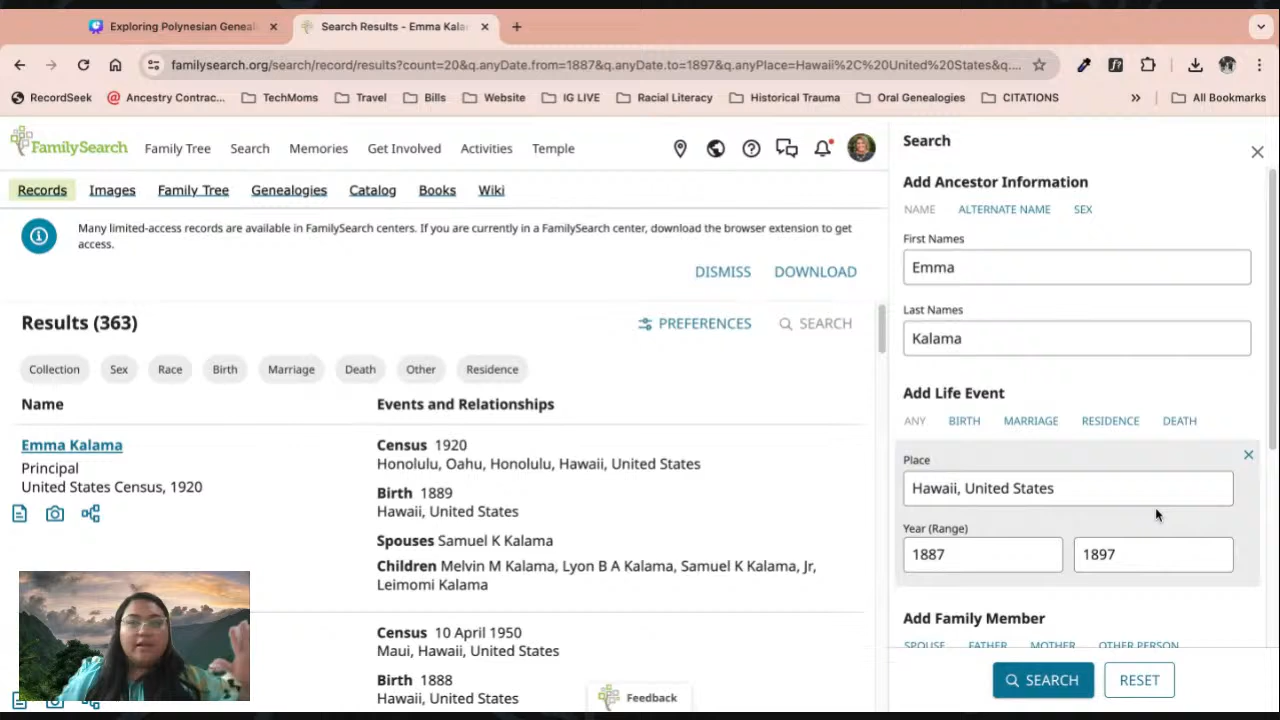 Exploring Polynesian Geneal
Search Results - Emma Kala
familysearch.org/search/record/results?count=20&q.anyDate.from=1887&q.anyDate.to=1897&q.anyPlace=Hawaii%2C%20United%20States&q....
RecordSeek
Ancestry Contrac...
TechMoms
Travel
Bills
Website
IG LIVE
Racial Literacy
Historical Trauma
Oral Genealogies
CITATIONS
»
All Bookmarks
FamilySearch
Family Tree
Search
Memories
Get Involved
Activities
Temple
Records
Images
Family Tree
Genealogies
Catalog
Books
Wiki
Many limited-access records are available in FamilySearch centers. If you are currently in a FamilySearch center, download the browser extension to get
access.
DISMISS
DOWNLOAD
Results (363)
PREFERENCES
SEARCH
Collection
Sex
Race
Birth
Marriage
Death
Other
Residence
Name
Events and Relationships
Emma Kalama
Principal
United States Census, 1920
Census 1920
Honolulu, Oahu, Honolulu, Hawaii, United States
Birth 1889
Hawaii, United States
Spouses Samuel K Kalama
Children Melvin M Kalama, Lyon B A Kalama, Samuel K Kalama, Jr,
Leimomi Kalama
Census 10 April 1950
Maui, Hawaii, United States
Birth 1888
Hawaii, United States
Feedback
Search
Add Ancestor Information
NAME
ALTERNATE NAME
SEX
First Names
Emma
Last Names
Kalama
Add Life Event
ANY
BIRTH
MARRIAGE
RESIDENCE
DEATH
Place
Hawaii, United States
Year (Range)
1887
1897
Add Family Member
SPOUSE
FATHER
MOTHER
OTHER PERSON
SEARCH
RESET